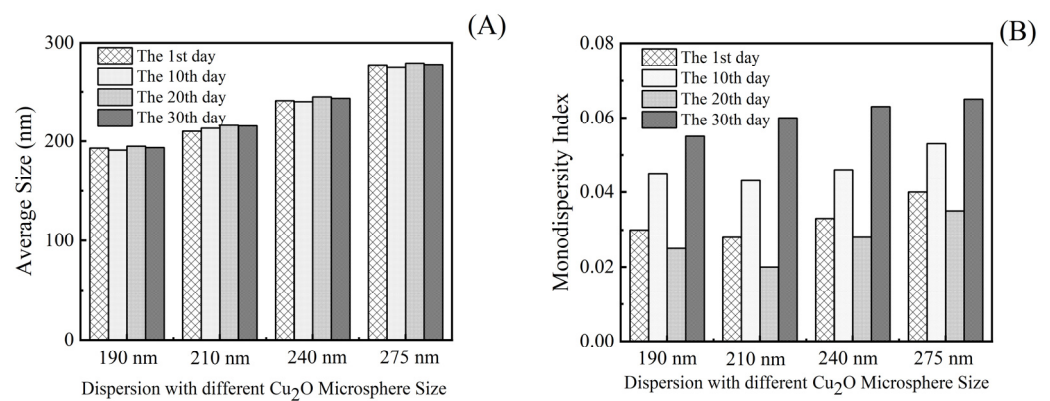 (A)
300
200
100
0
Average Size (nm)
The 1st day
The 10th day
The 20th day
The 30th day
190 nm 210 nm 240 nm 275 nm
Dispersion with different Cu₂O Microsphere Size
(B)
0.08
0.06
0.04
0.02
0.00
Monodispersity Index
The 1st day
The 10th day
The 20th day
The 30th day
190 nm 210 nm 240 nm 275 nm
Dispersion with different Cu₂O Microsphere Size